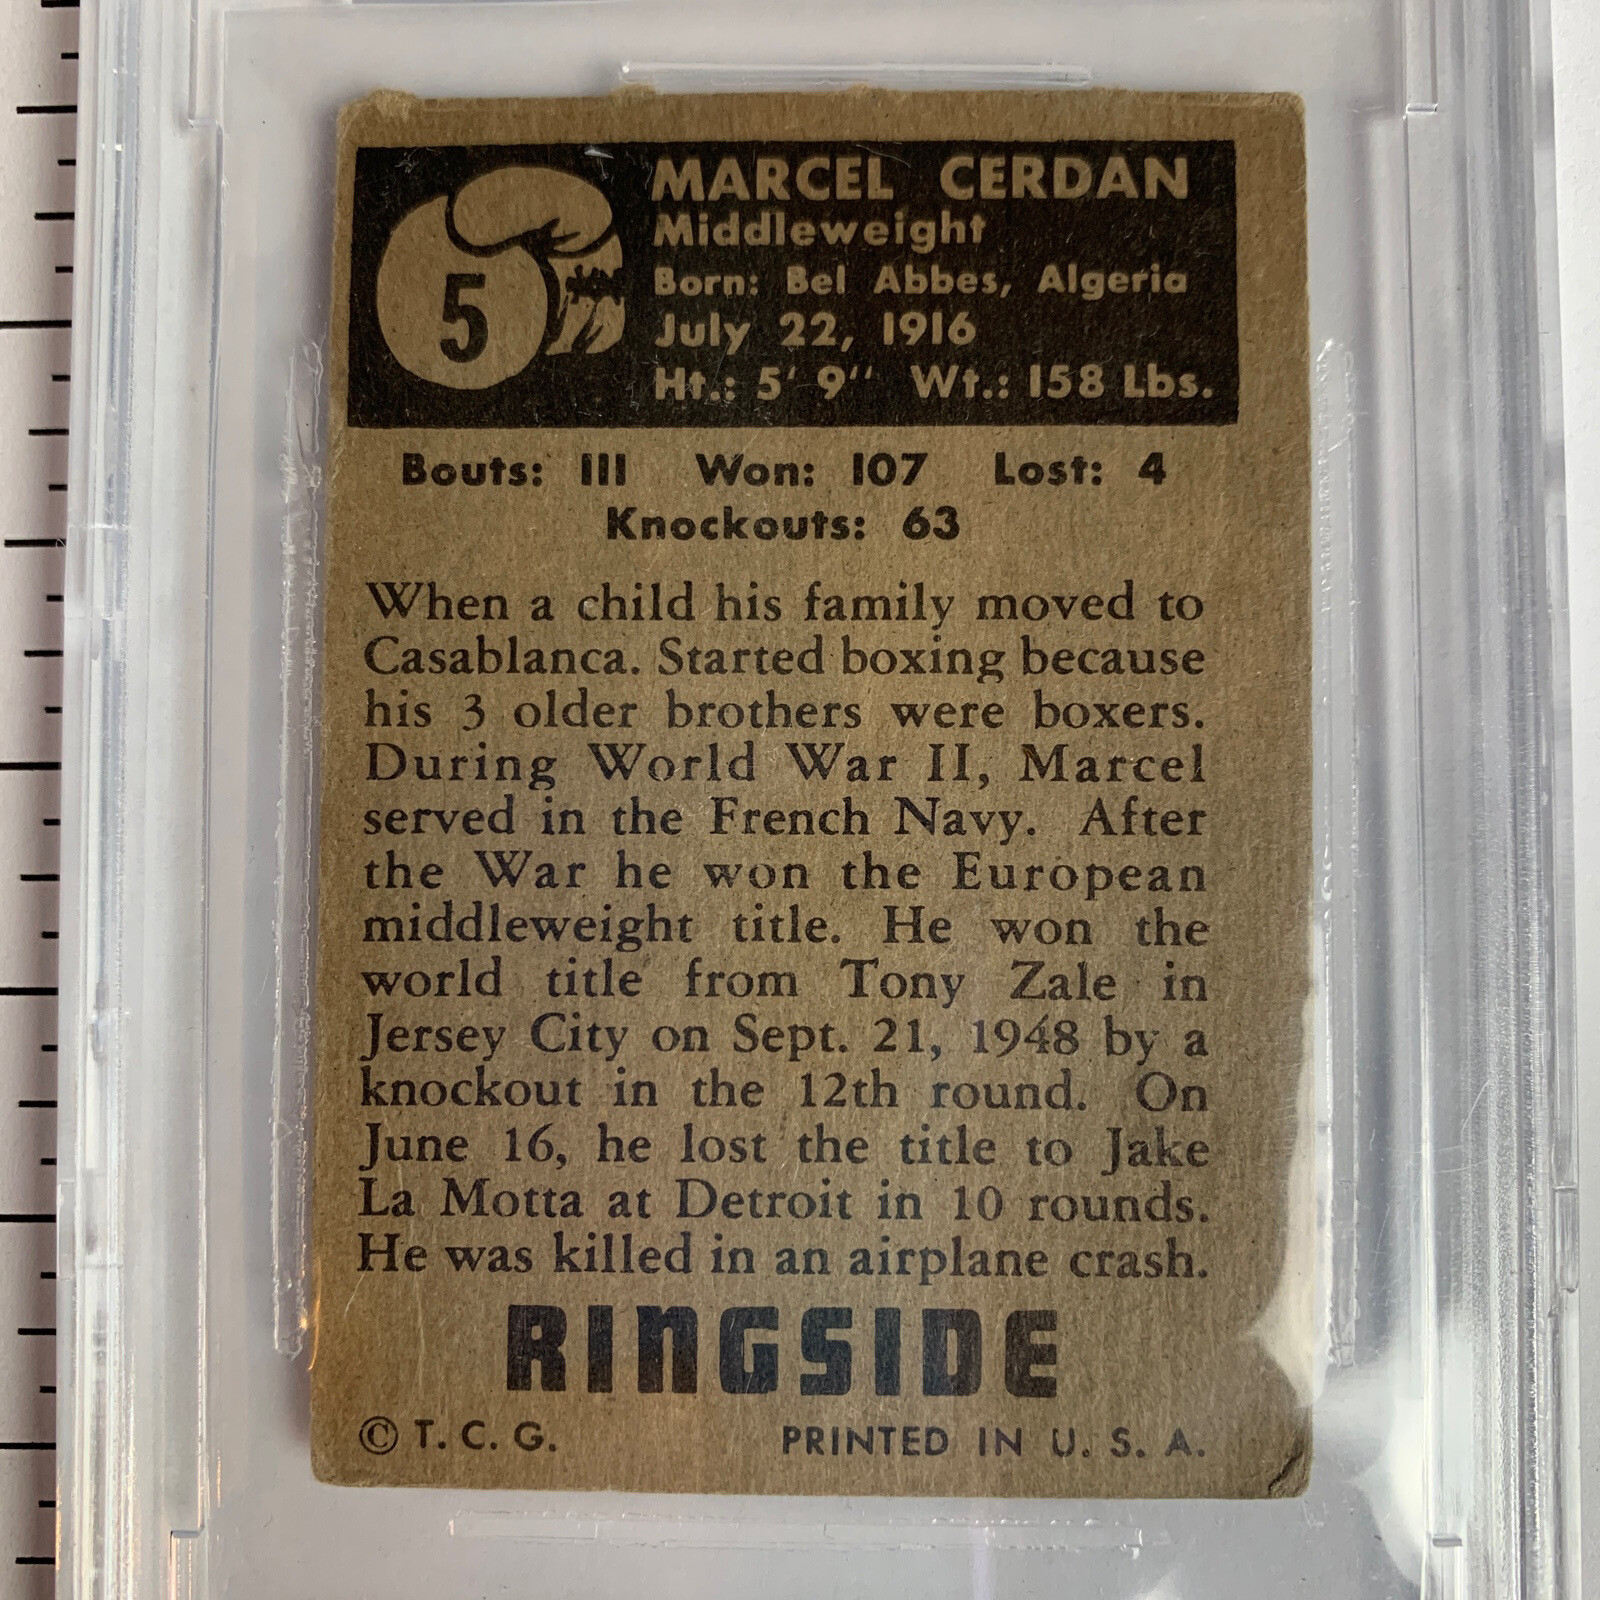 5
MARCEL CERDAN
Middleweight
Born: Bel Abbes, Algeria
July 22, 1916
Ht.: 5' 9'' Wt.: 158 Lbs.
Bouts: 111 Won: 107 Lost: 4
Knockouts: 63
When a child his family moved to
Casablanca. Started boxing because
his 3 older brothers were boxers.
During World War II, Marcel
served in the French Navy. After
the War he won the European
middleweight title. He won the
world title from Tony Zale in
Jersey City on Sept. 21, 1948 by a
knockout in the 12th round. On
June 16, he lost the title to Jake
La Motta at Detroit in 10 rounds.
He was killed in an airplane crash.
RINGSIDE
© T. C. G. PRINTED IN U. S. A.